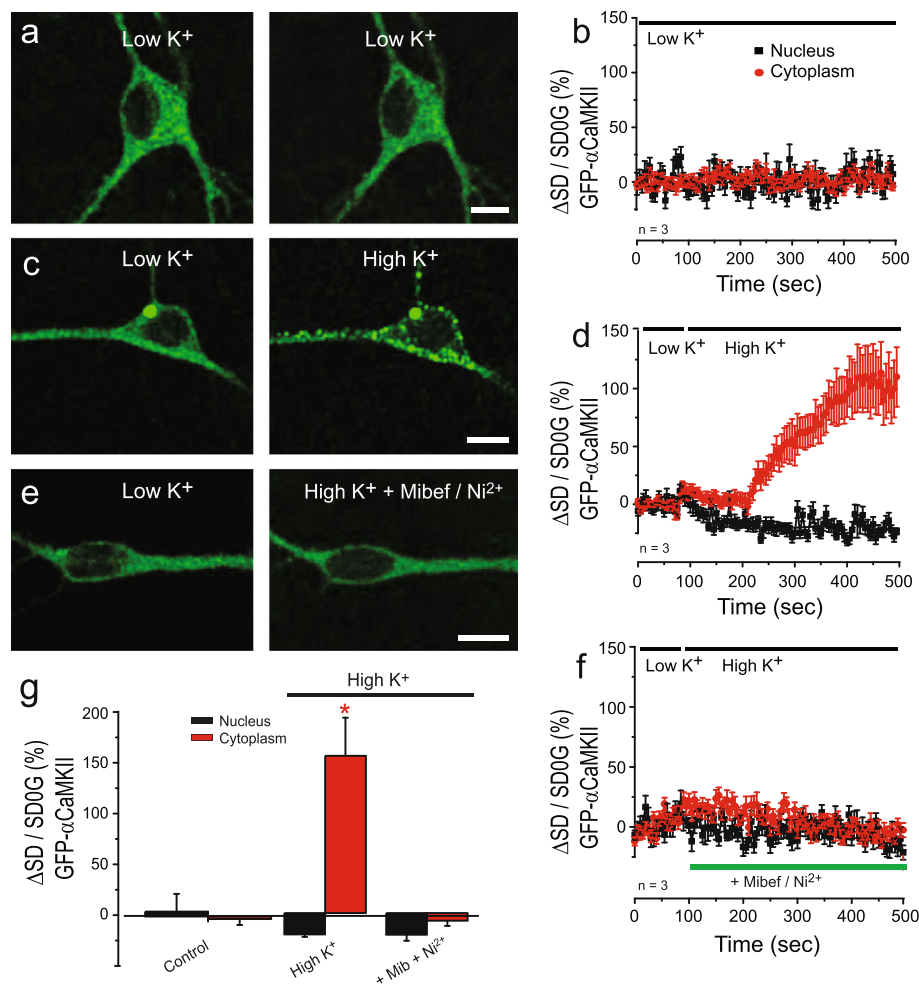 a
Low K+
Low K+
b
ΔSD / SD0G (%)
GFP-αCaMKII
150
100
50
0
Low K+
Nucleus
Cytoplasm
n = 3
0 100 200 300 400 500
Time (sec)
c
Low K+
High K+
d
ΔSD / SD0G (%)
GFP-αCaMKII
150
100
50
0
Low K+ High K+
n = 3
0 100 200 300 400 500
Time (sec)
e
Low K+
High K+ + Mibef / Ni2+
f
ΔSD / SD0G (%)
GFP-αCaMKII
150
100
50
0
Low K+ High K+
n = 3
+ Mibef / Ni2+
0 100 200 300 400 500
Time (sec)
g
High K+
ΔSD / SD0G (%)
GFP-αCaMKII
200
150
100
50
0
Nucleus
Cytoplasm
*
Control
High K+
+ Mib + Ni2+